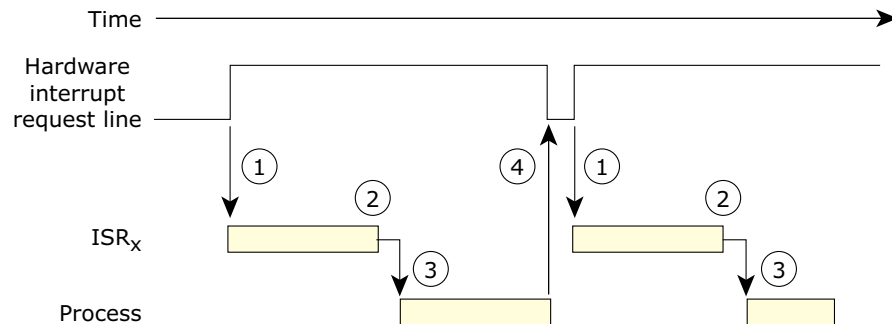 Time
Hardware
interrupt
request line
1
2
3
4
1
2
3
ISRx
Process